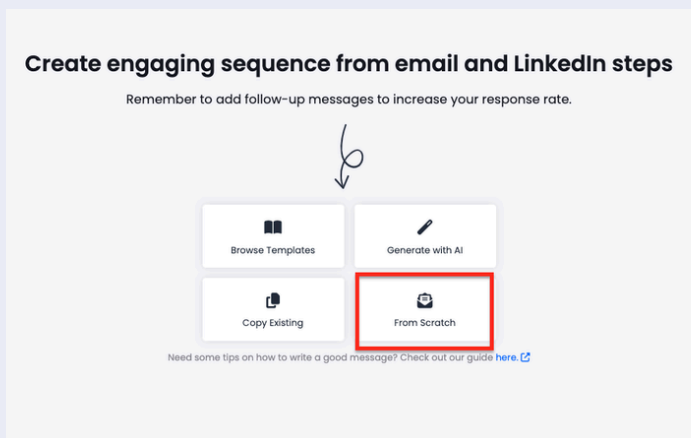 Create engaging sequence from email and LinkedIn steps
Remember to add follow-up messages to increase your response rate.
Browse Templates
Generate with AI
Copy Existing
From Scratch
Need some tips on how to write a good message? Check out our guide here.